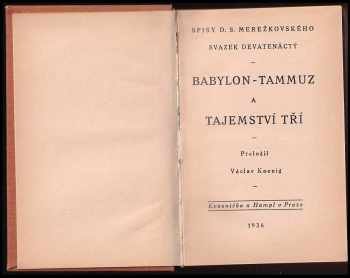 SPISY D. S. MEREŽKOVSKÉHO
SVAZEK DEVATENÁCTÝ
BABYLON-TAMMUZ
A
TAJEMSTVÍ TŘÍ
Přeložil
Václav Koenig
Kvasnička a Hampl v Praze
1936